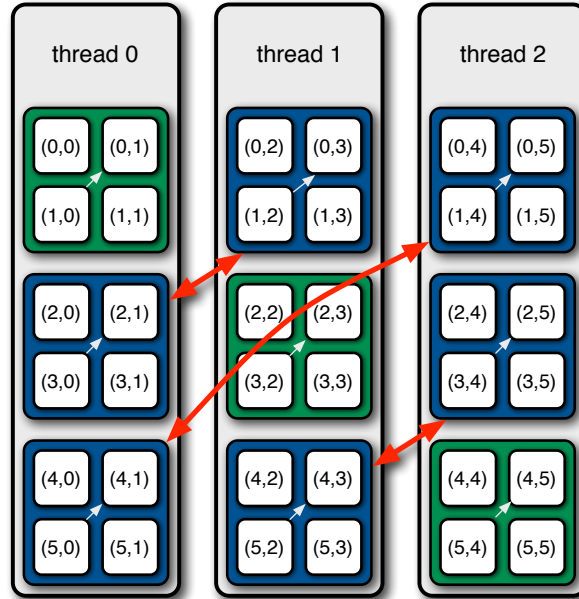 thread 0 thread 1 thread 2
(0,0) (0,1) (0,2) (0,3) (0,4) (0,5)
(1,0) (1,1) (1,2) (1,3) (1,4) (1,5)
(2,0) (2,1) (2,2) (2,3) (2,4) (2,5)
(3,0) (3,1) (3,2) (3,3) (3,4) (3,5)
(4,0) (4,1) (4,2) (4,3) (4,4) (4,5)
(5,0) (5,1) (5,2) (5,3) (5,4) (5,5)